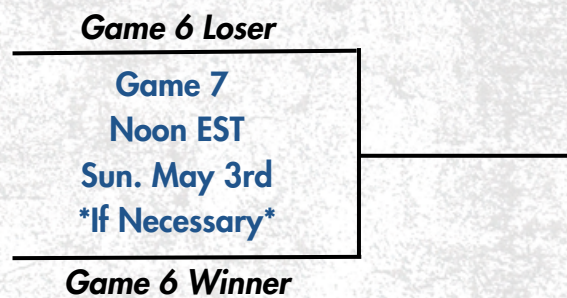 Game 6 Loser
Game 7
Noon EST
Sun. May 3rd
*If Necessary*
Game 6 Winner